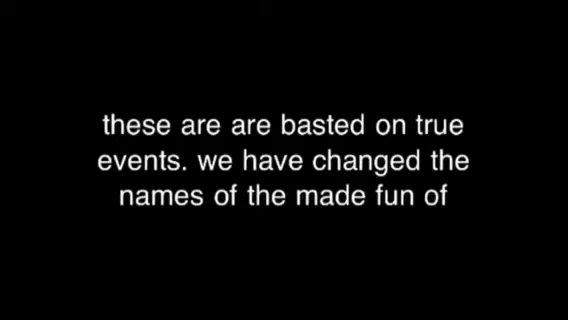 these are are basted on true
events. we have changed the
names of the made fun of